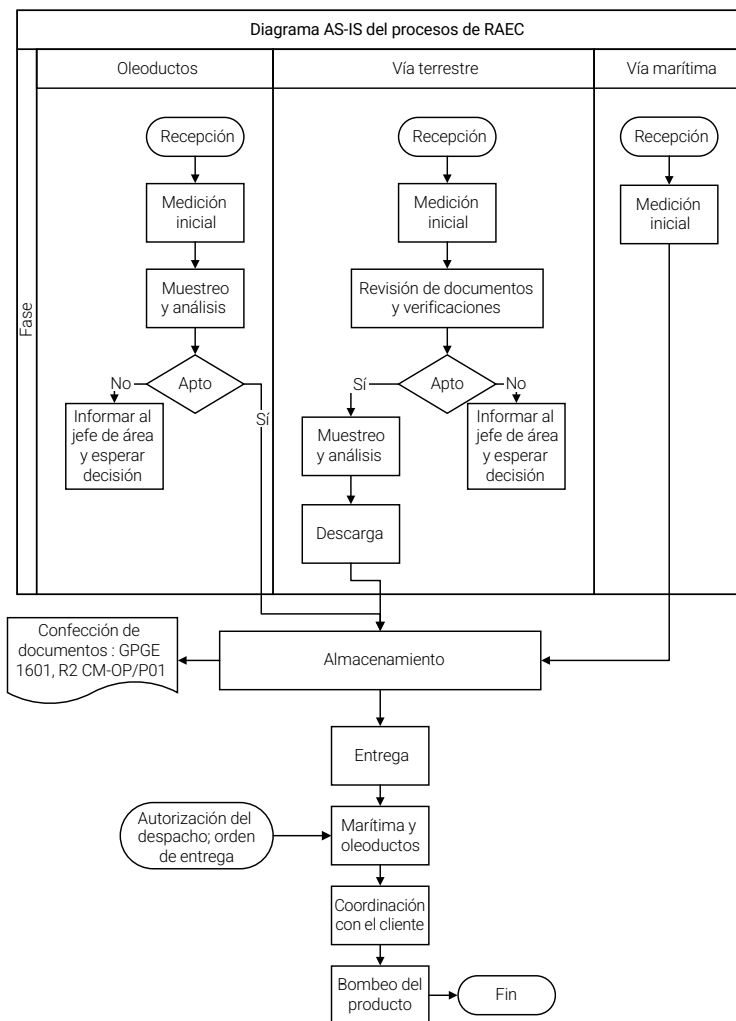 Diagrama AS-IS del procesos de RAEC
Fase
Oleoductos
Vía terrestre
Vía marítima
Recepción
Recepción
Recepción
Medición
inicial
Medición
inicial
Medición
inicial
Muestreo
y análisis
Revisión de documentos
y verificaciones
No
Apto
Sí
Sí
Apto
No
Informar al
jefe de área
y esperar
decisión
Muestreo
y análisis
Informar al
jefe de área
y esperar
decisión
Descarga
Confección de
documentos : GPGE
1601, R2 CM-OP/P01
Almacenamiento
Entrega
Autorización del
despacho; orden
de entrega
Marítima y
oleoductos
Coordinación
con el cliente
Bombeo del
producto
Fin